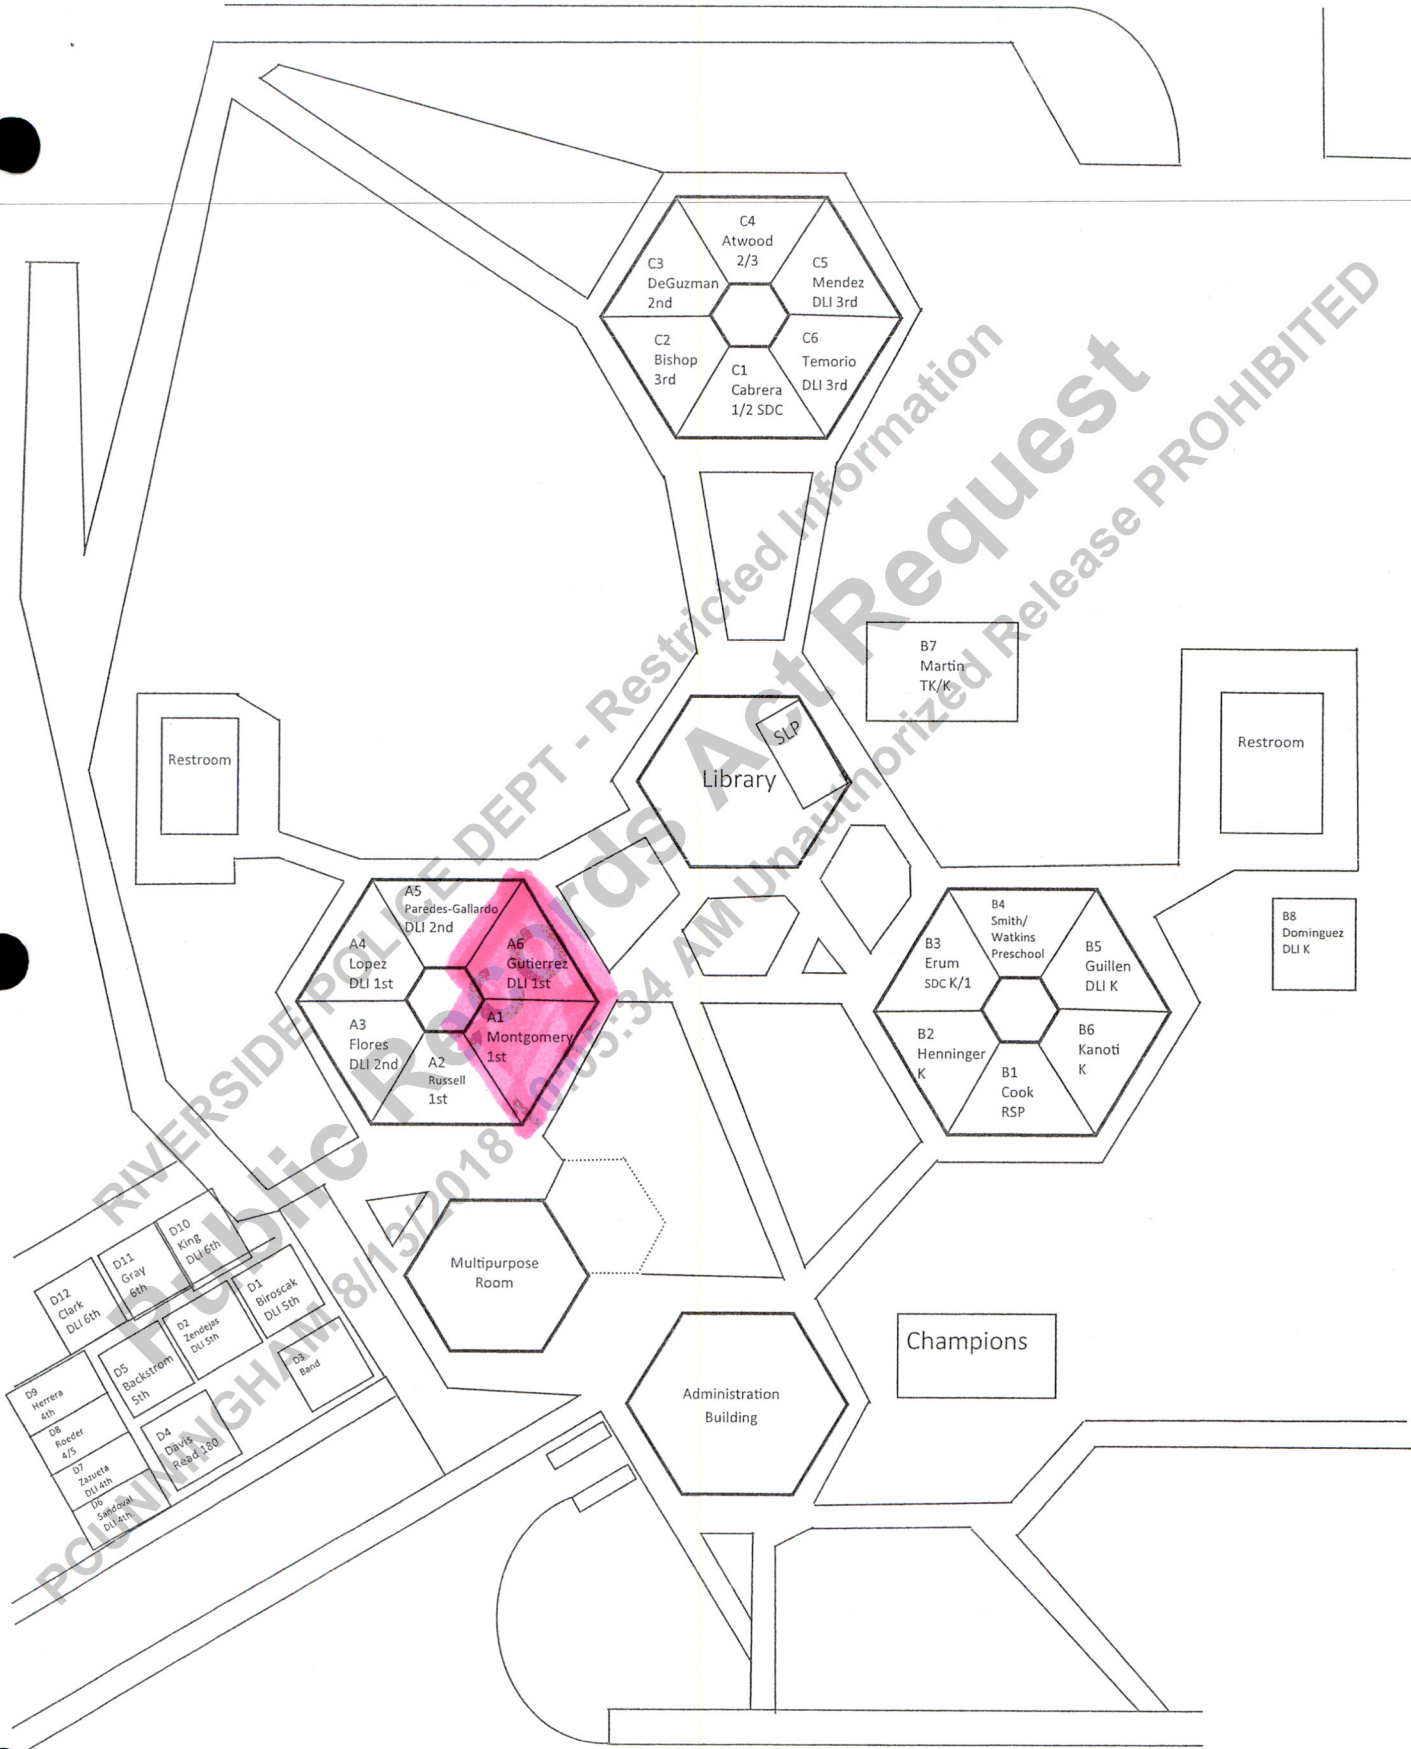 C4
Atwood
2/3
C3
DeGuzman
2nd
C5
Mendez
DLI 3rd
C2
Bishop
3rd
C1
Cabrera
1/2 SDC
C6
Temorio
DLI 3rd
B7
Martin
TK/K
Restroom
SLP
Library
Restroom
A5
Paredes-Gallardo
DLI 2nd
A4
Lopez
DLI 1st
A6
Gutierrez
DLI 1st
A3
Flores
DLI 2nd
A2
Russell
1st
A1
Montgomery
1st
B4
Smith/
Watkins
Preschool
B3
Erum
SDC K/1
B5
Guillen
DLI K
B2
Henninger
K
B1
Cook
RSP
B6
Kanoti
K
B8
Dominguez
DLI K
D10
King
DLI 6th
D11
Gray
6th
D12
Clark
DLI 6th
D1
Biroscak
DLI 5th
D2
Zendejas
DLI 5th
D3
Band
D5
Backstrom
5th
D4
Davis
Read 180
D9
Herrera
4th
D8
Roeder
4/5
D7
Zazueta
DLI 4th
D6
Sandoval
DLI 4th
Multipurpose
Room
Administration
Building
Champions
RIVERSIDE POLICE DEPT - Restricted Information
Public Records Act Request
POUNNINGHAM 8/13/2018 10:05:34 AM Unauthorized Release PROHIBITED